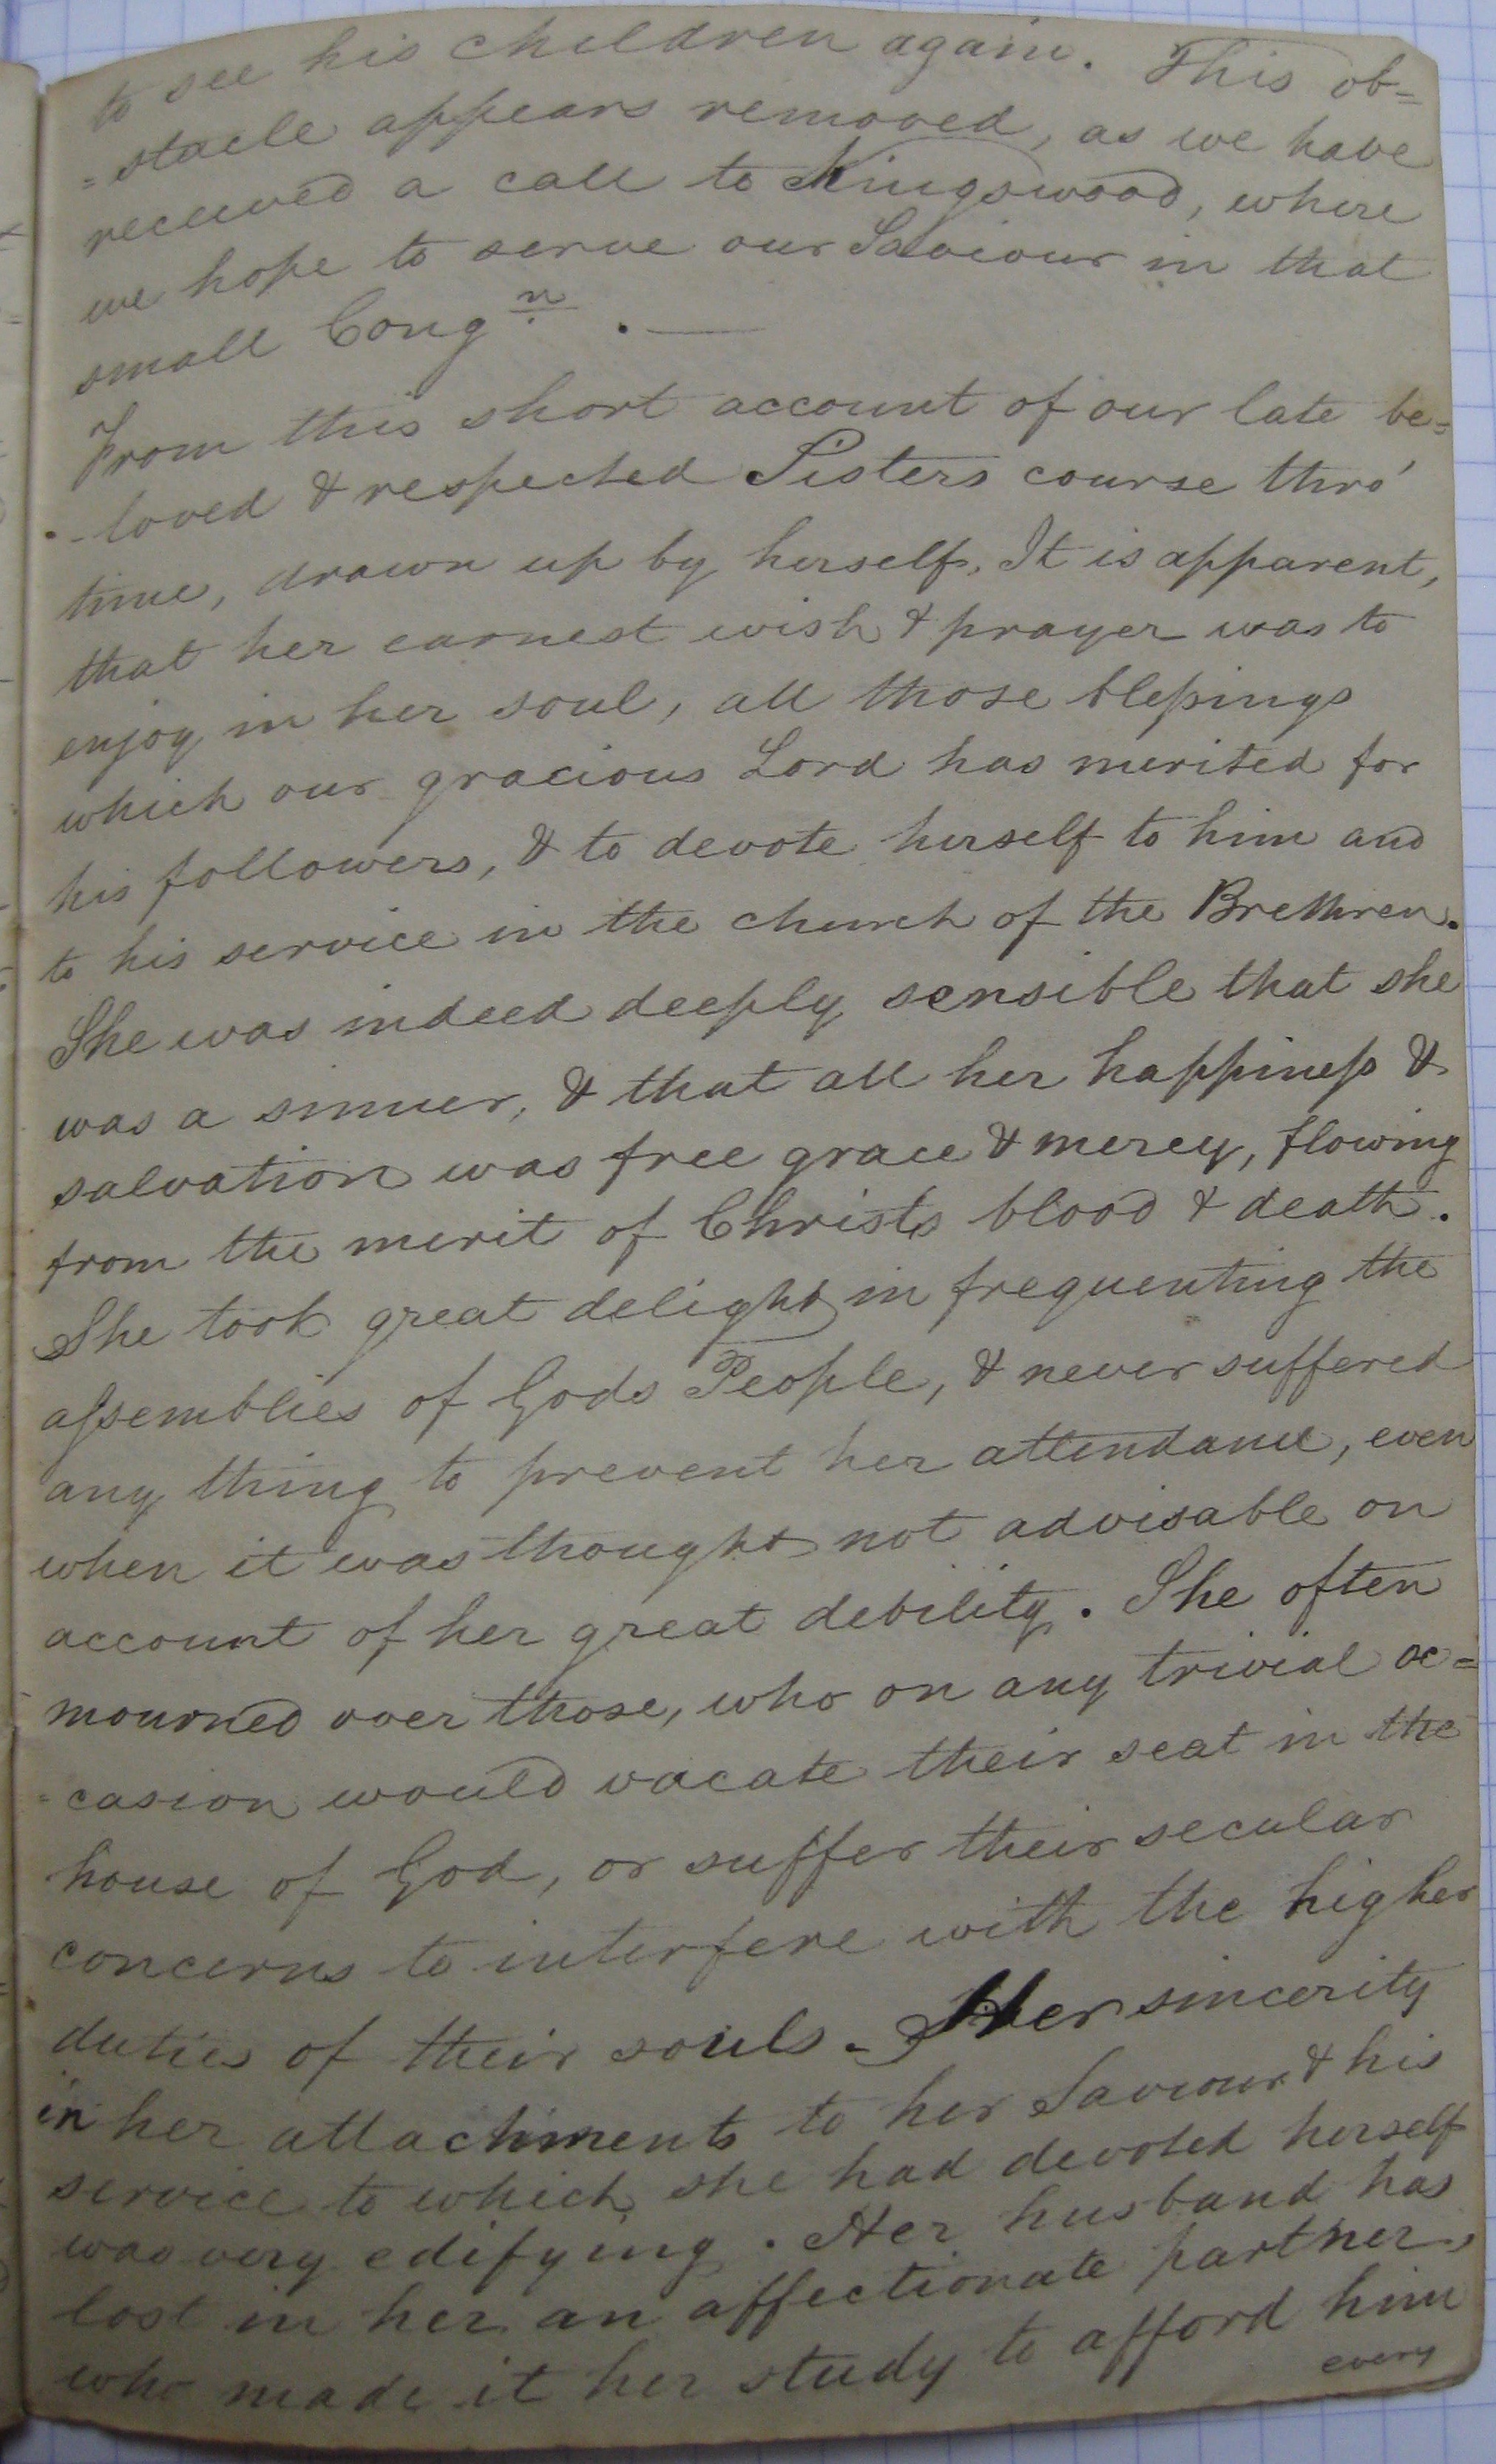 to see his children again. This ob=
=stacle appears removed, as we have
received a call to Kingswood, where
we hope to serve our Saviour in that
small Congn. —
From this short account of our late be=
-loved & respected Sisters course thro'
time, drawn up by herself, It is apparent,
that her earnest wish & prayer was to
enjoy in her soul, all those blessings
which our gracious Lord has merited for
his followers, & to devote herself to him and
to his service in the church of the Brethren.
She was indeed deeply sensible that she
was a sinner, & that all her happiness &
salvation was free grace & mercy, flowing
from the merit of Christs blood & death.
She took great delight in frequenting the
assemblies of Gods People, & never suffered
any thing to prevent her attendance, even
when it was thought not advisable on
account of her great debility. She often
mourned over those, who on any trivial oc=
=casion would vacate their seat in the
house of God, or suffer their secular
concerns to interfere with the higher
duties of their souls. Her sincerity
in her attachments to her Saviour & his
service to which she had devoted herself
was very edifying. Her husband has
lost in her an affectionate partner,
who made it her study to afford him
every